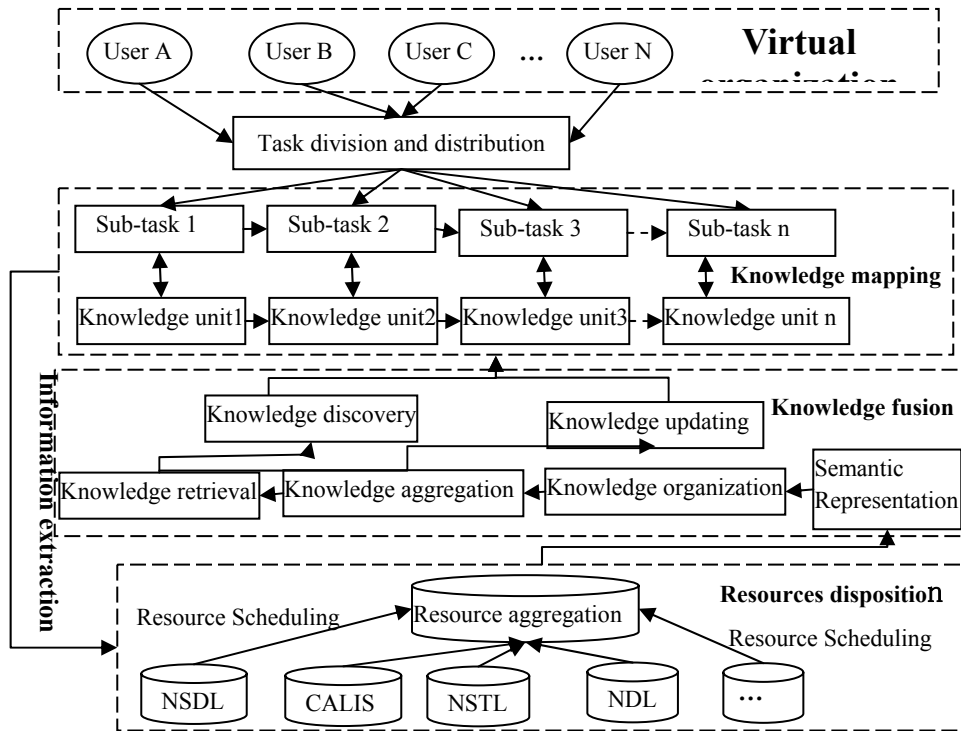 User A
User B
User C
...
User N
Virtual
organization
Task division and distribution
Sub-task 1
Sub-task 2
Sub-task 3
Sub-task n
Knowledge mapping
Knowledge unit1
Knowledge unit2
Knowledge unit3
Knowledge unit n
Information extraction
Knowledge discovery
Knowledge updating
Knowledge fusion
Knowledge retrieval
Knowledge aggregation
Knowledge organization
Semantic
Representation
Resources disposition
Resource Scheduling
Resource aggregation
Resource Scheduling
NSDL
CALIS
NSTL
NDL
...